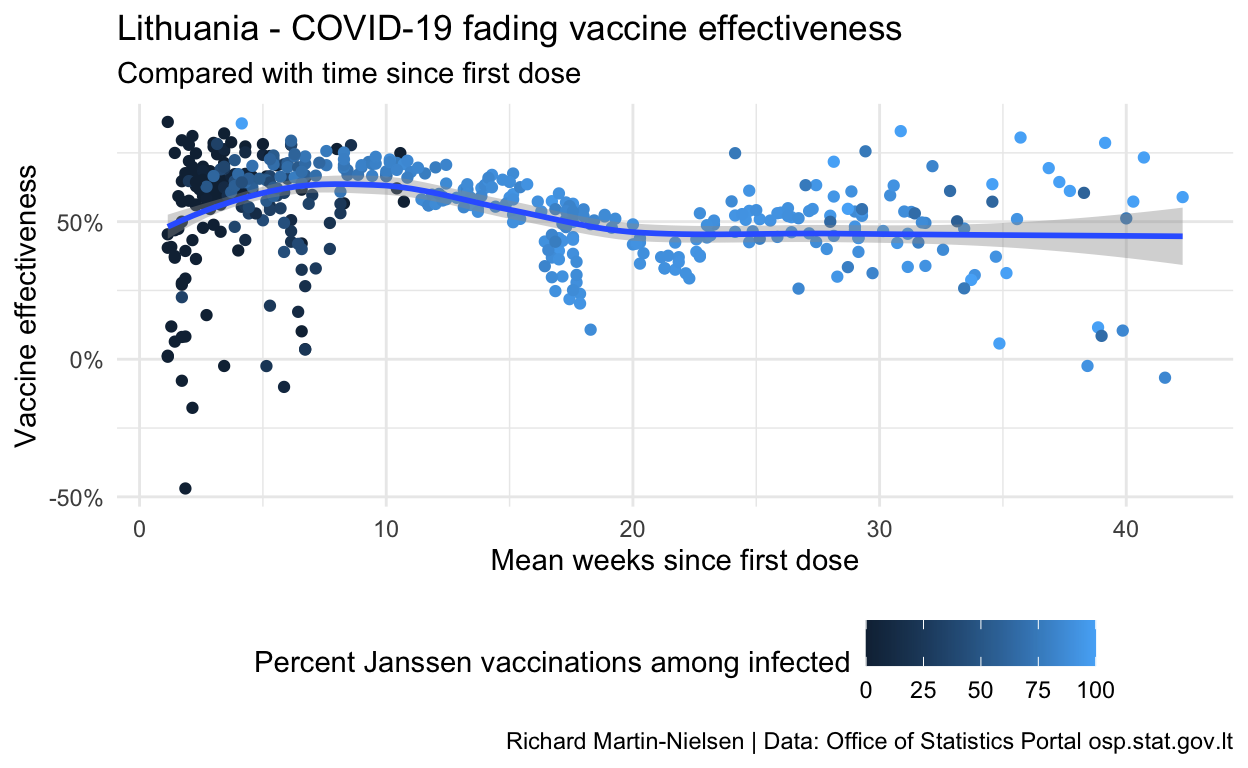 Lithuania - COVID-19 fading vaccine effectiveness
Compared with time since first dose
Vaccine effectiveness
50%
0%
-50%
0 10 20 30 40
Mean weeks since first dose
Percent Janssen vaccinations among infected
0 25 50 75 100
Richard Martin-Nielsen | Data: Office of Statistics Portal osp.stat.gov.lt